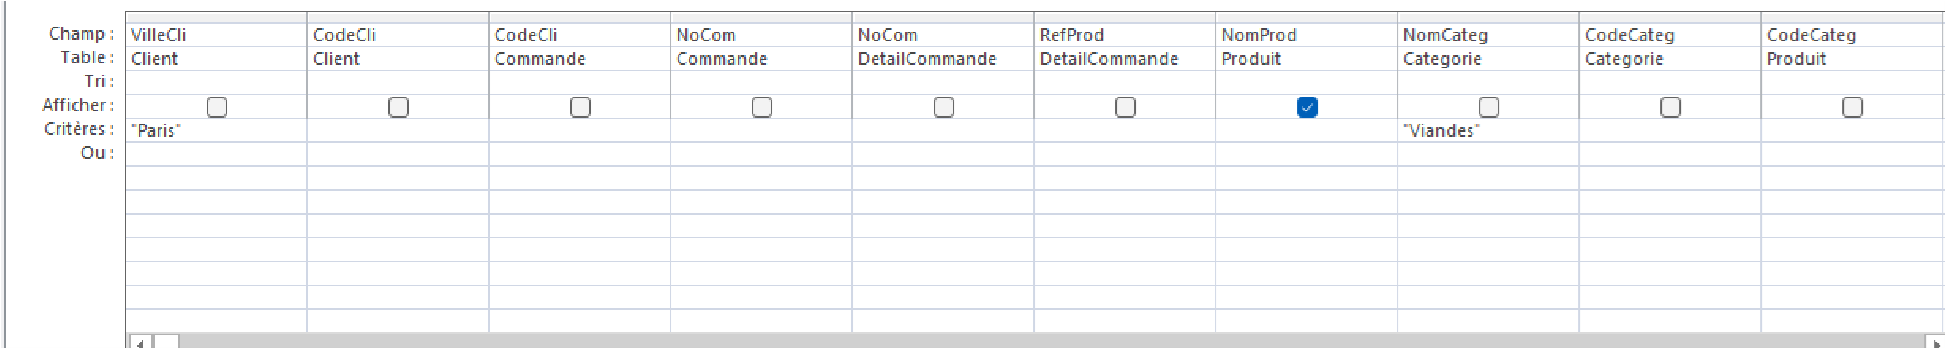 Champ : VilleCli CodeCli CodeCli NoCom NoCom RefProd NomProd NomCateg CodeCateg CodeCateg
Table : Client Client Commande Commande DetailCommande DetailCommande Produit Categorie Categorie Produit
Tri :
Afficher :
Critères : "Paris" "Viandes"
Ou :